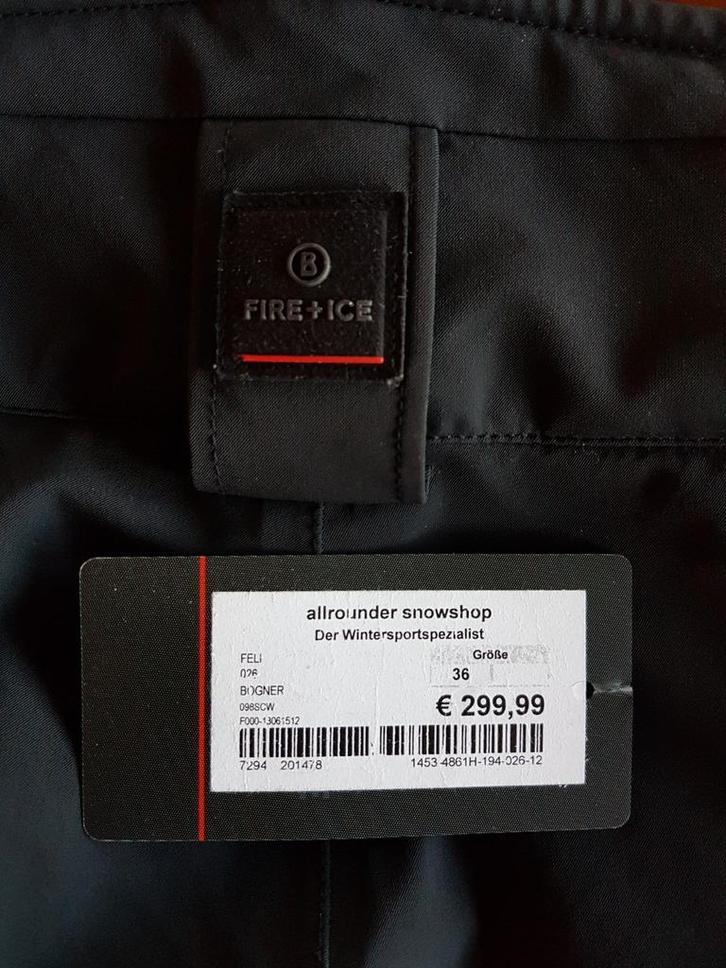 B
FIRE+ICE
allrounder snowshop
Der Wintersportspezialist
FELI
Größe
026
36
BOGNER
€ 299,99
098SCW
F000-13061512
7294 201478
1453 4861H-194-026-12